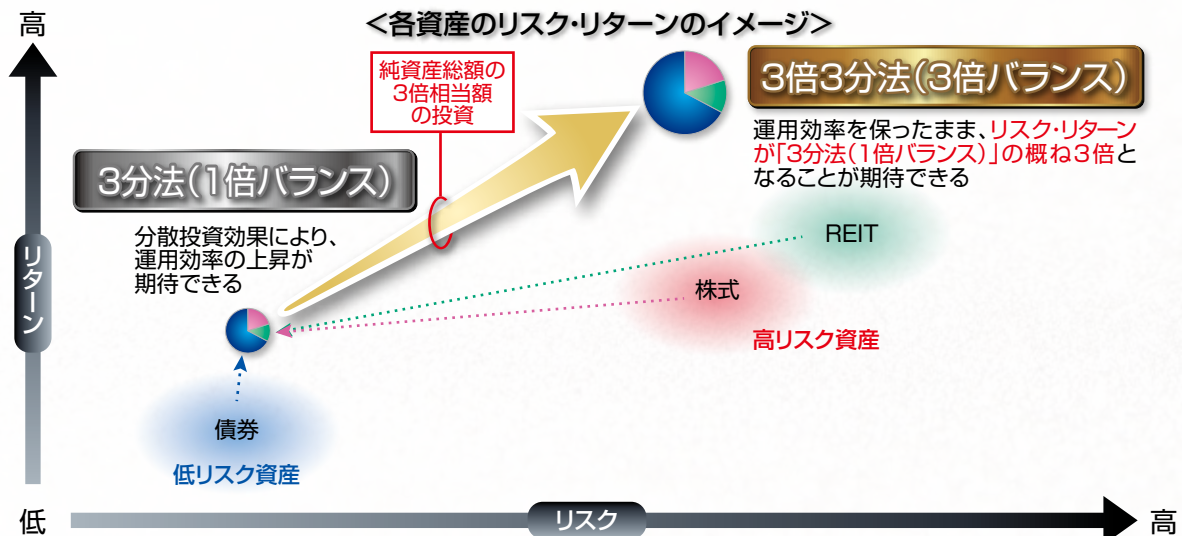 <各資産のリスク・リターンのイメージ>
高
純資産総額の
3倍相当額
の投資
3倍3分法(3倍バランス)
運用効率を保ったまま、リスク・リターン
が「3分法(1倍バランス)」の概ね3倍と
なることが期待できる
3分法(1倍バランス)
分散投資効果により、
運用効率の上昇が
期待できる
リターン
REIT
株式
高リスク資産
債券
低リスク資産
低
リスク
高